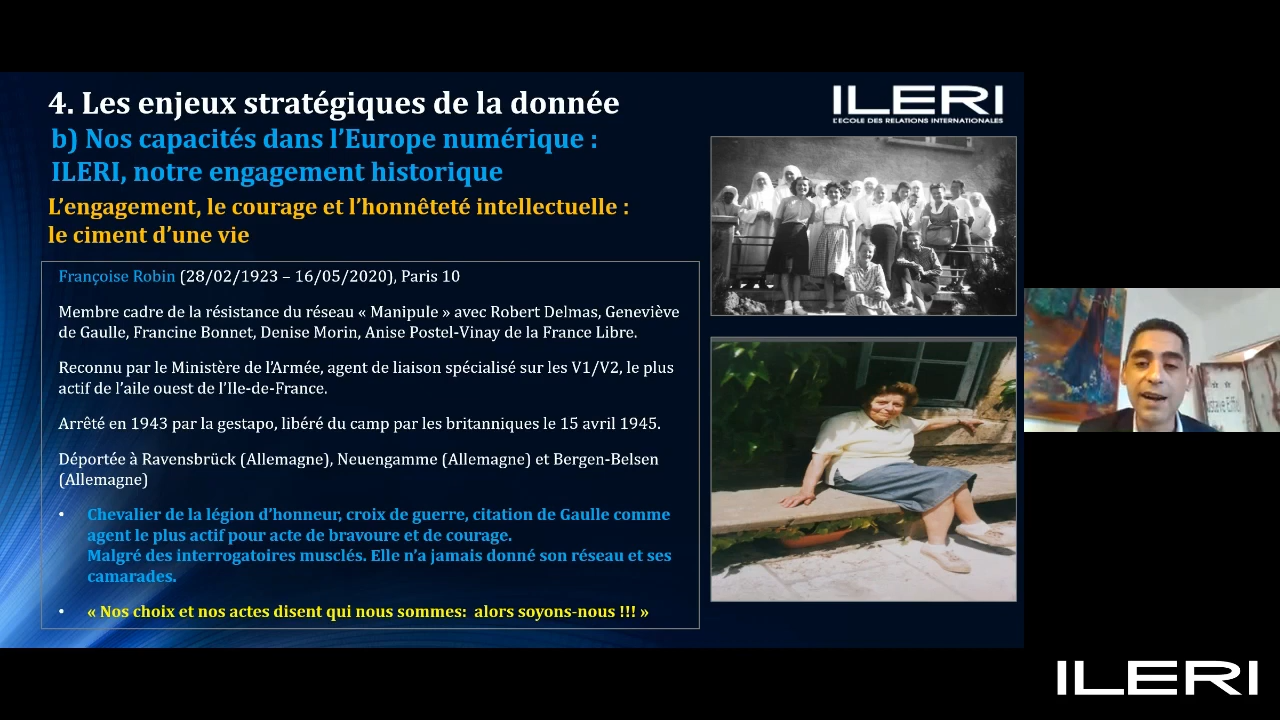 4. Les enjeux stratégiques de la donnée
b) Nos capacités dans l’Europe numérique :
ILERI, notre engagement historique
L’engagement, le courage et l’honnêteté intellectuelle :
le ciment d’une vie
Françoise Robin (28/02/1923 – 16/05/2020), Paris 10
Membre cadre de la résistance du réseau « Manipule » avec Robert Delmas, Geneviève
de Gaulle, Francine Bonnet, Denise Morin, Anise Postel-Vinay de la France Libre.
Reconnu par le Ministère de l’Armée, agent de liaison spécialisé sur les V1/V2, le plus
actif de l’aile ouest de l’Ile-de-France.
Arrêté en 1943 par la gestapo, libéré du camp par les britanniques le 15 avril 1945.
Déportée à Ravensbrück (Allemagne), Neuengamme (Allemagne) et Bergen-Belsen
(Allemagne)
• Chevalier de la légion d’honneur, croix de guerre, citation de Gaulle comme
agent le plus actif pour acte de bravoure et de courage.
Malgré des interrogatoires musclés. Elle n’a jamais donné son réseau et ses
camarades.
• « Nos choix et nos actes disent qui nous sommes: alors soyons-nous !!! »
ILERI
L'ECOLE DES RELATIONS INTERNATIONALES
ILERI